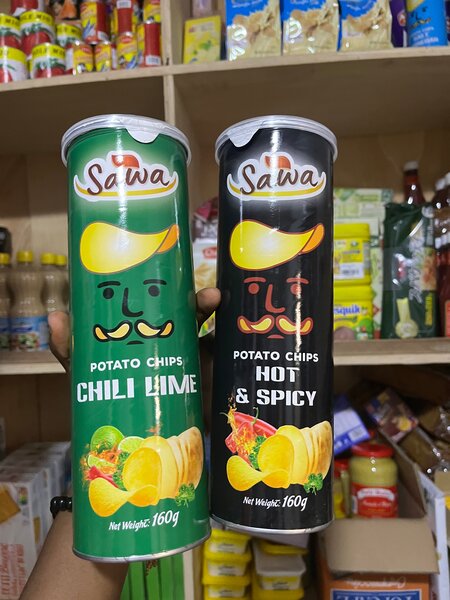 Sawa
POTATO CHIPS
CHILI LIME
Net Weight: 160g
Sawa
POTATO CHIPS
HOT
& SPICY
Net Weight: 160g